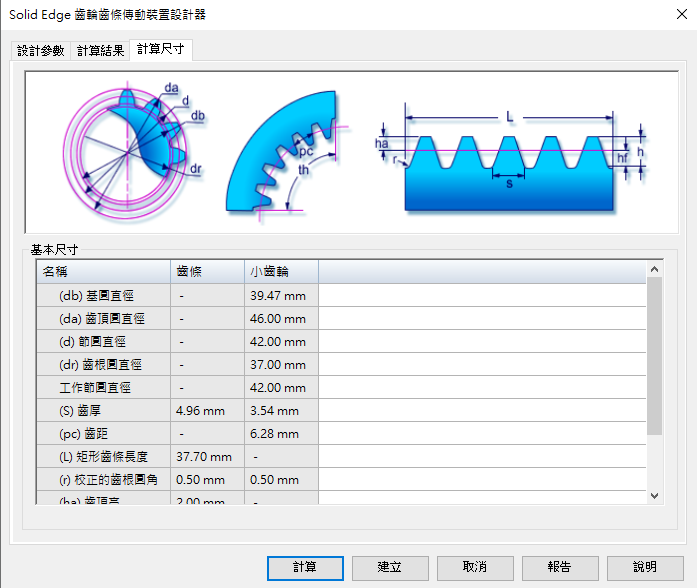 Solid Edge 齒輪齒條傳動裝置設計器
設計參數 計算結果 計算尺寸
da
d
db
dr
pc
th
L
ha
r
s
hf
h
基本尺寸
名稱 齒條 小齒輪
(db) 基圓直徑 - 39.47 mm
(da) 齒頂圓直徑 - 46.00 mm
(d) 節圓直徑 - 42.00 mm
(dr) 齒根圓直徑 - 37.00 mm
工作節圓直徑 - 42.00 mm
(S) 齒厚 4.96 mm 3.54 mm
(pc) 齒距 - 6.28 mm
(L) 矩形齒條長度 37.70 mm -
(r) 校正的齒根圓角 0.50 mm 0.50 mm
(ha) 齒頂高 2.00 mm -
計算 建立 取消 報告 說明